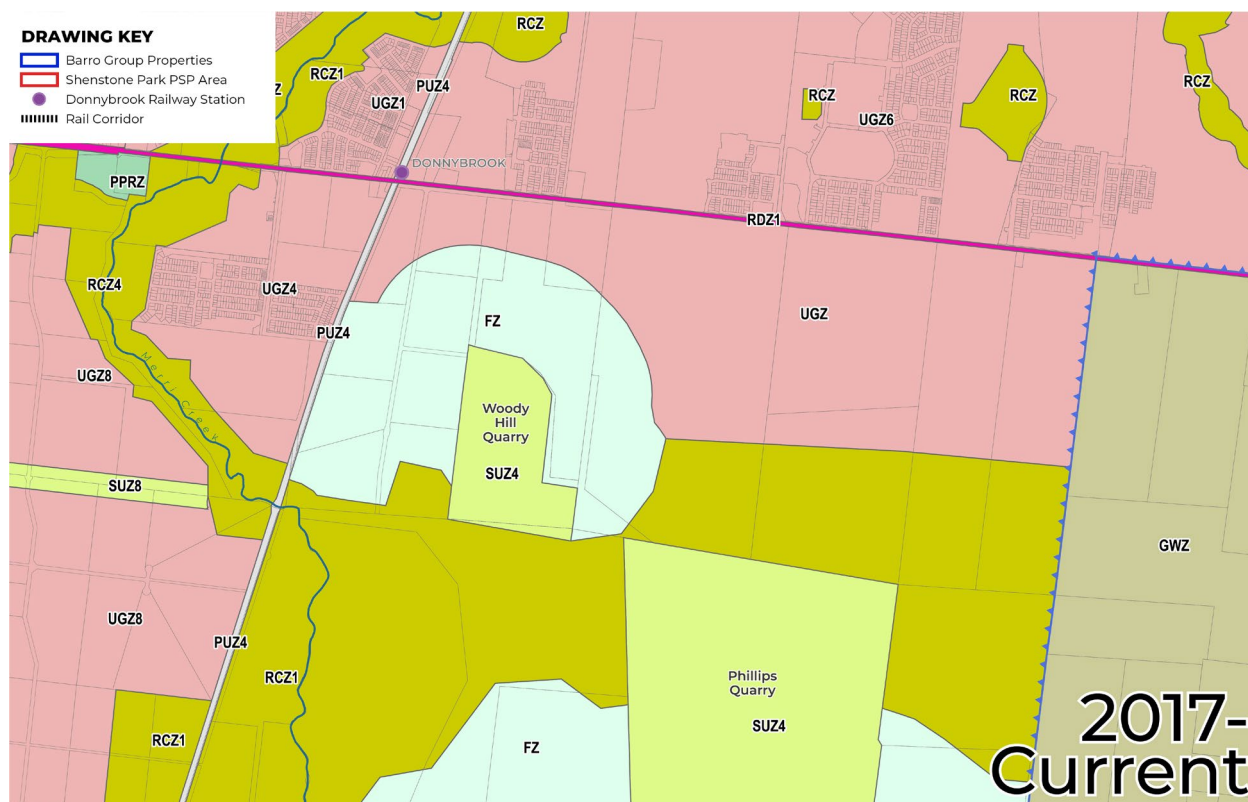 DRAWING KEY
Barro Group Properties
Shenstone Park PSP Area
Donnybrook Railway Station
Rail Corridor
RCZ
RCZ1
Z
PUZ4
UGZ1
RCZ
RCZ
RCZ
UGZ6
DONNYBROOK
PPRZ
RDZ1
RCZ4
UGZ4
PUZ4
FZ
UGZ
Merri Creek
UGZ8
Woody
Hill
Quarry
SUZ4
SUZ8
GWZ
UGZ8
PUZ4
RCZ1
Phillips
Quarry
SUZ4
RCZ1
FZ
2017-
Current